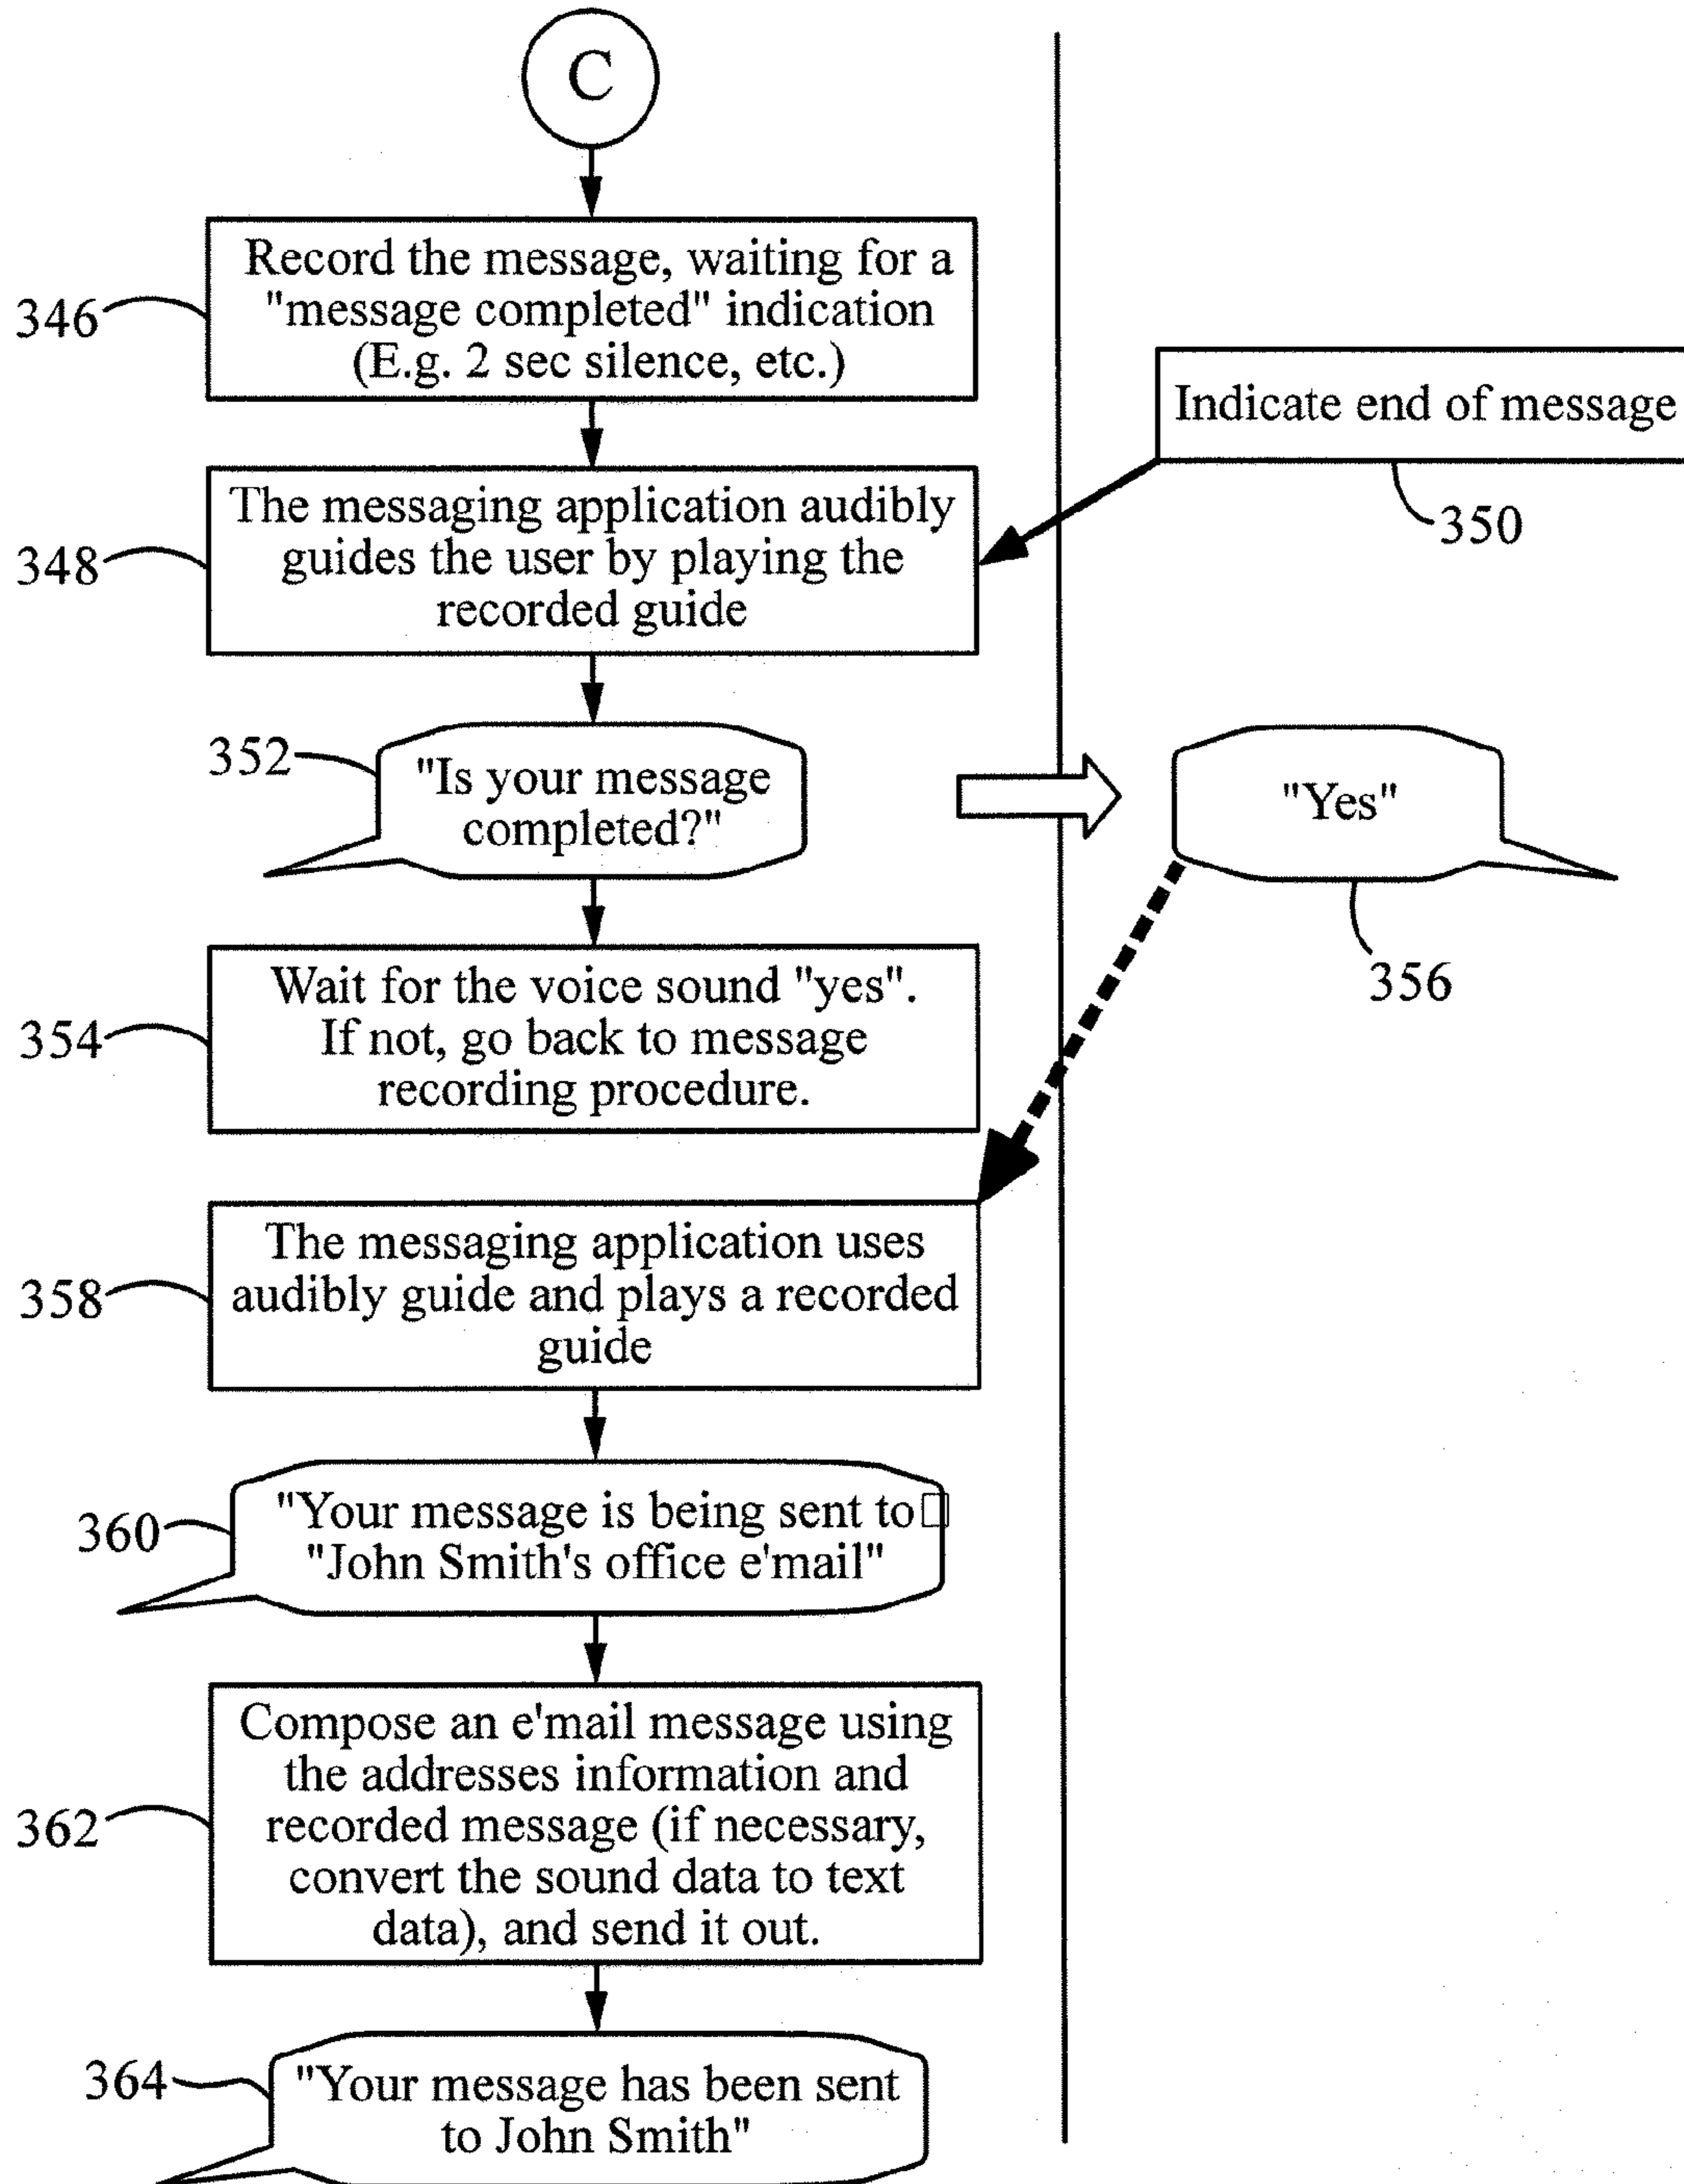 C
346
Record the message, waiting for a
"message completed" indication
(E.g. 2 sec silence, etc.)
Indicate end of message
350
348
The messaging application audibly
guides the user by playing the
recorded guide
352
"Is your message
completed?"
"Yes"
356
354
Wait for the voice sound "yes".
If not, go back to message
recording procedure.
358
The messaging application uses
audibly guide and plays a recorded
guide
360
"Your message is being sent to□
"John Smith's office e'mail"
362
Compose an e'mail message using
the addresses information and
recorded message (if necessary,
convert the sound data to text
data), and send it out.
364
"Your message has been sent
to John Smith"